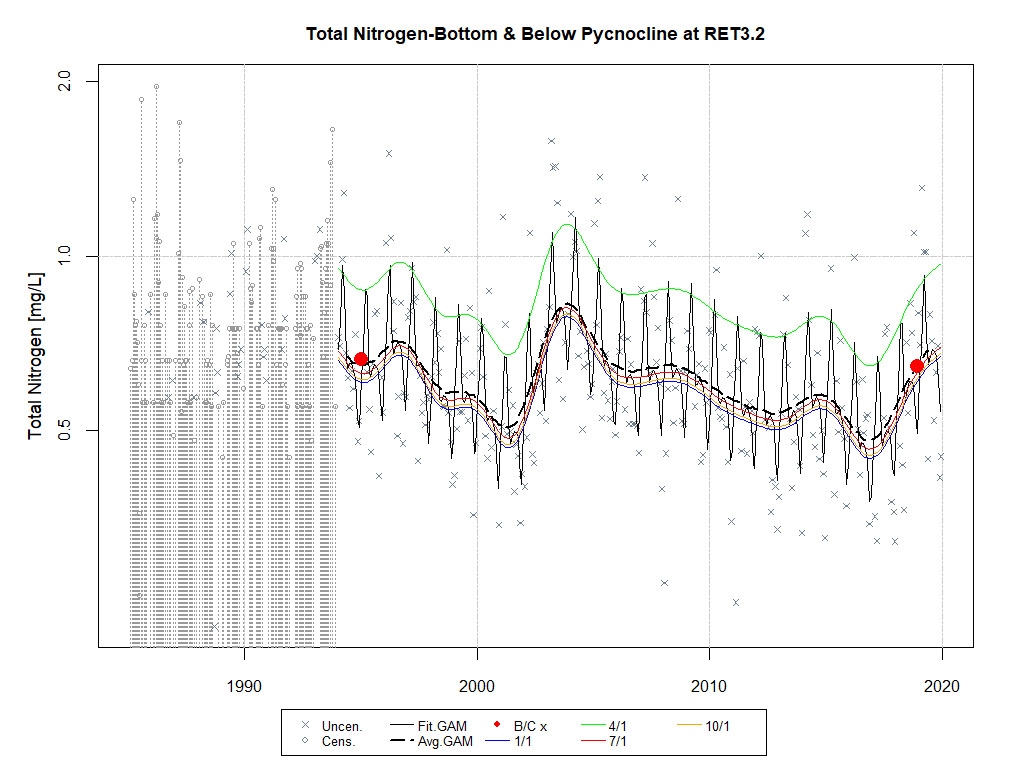 Total Nitrogen-Bottom & Below Pycnocline at RET3.2
Total Nitrogen [mg/L]
2.0
1.0
0.5
1990 2000 2010 2020
Uncen. Fit.GAM B/C x 4/1 10/1
Cens. Avg.GAM 1/1 7/1